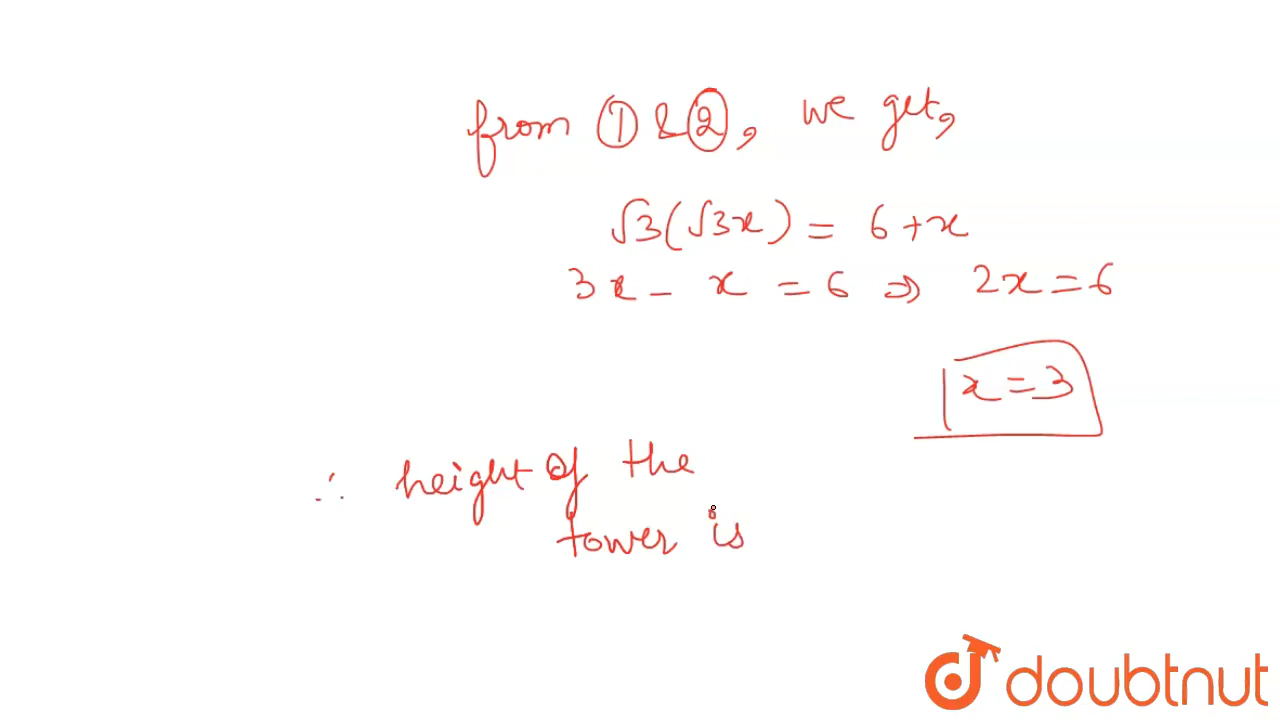 from ① & ②, we get,
√3(√3x) = 6+x
3x - x = 6 ⇒ 2x=6
x=3
∴ height of the
tower is
doubtnut